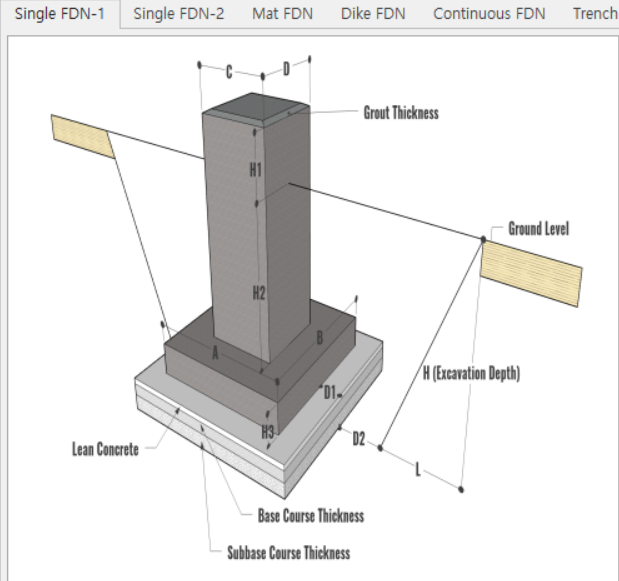 Single FDN-1 Single FDN-2 Mat FDN Dike FDN Continuous FDN Trench
C D
Grout Thickness
H1
Ground Level
H2
B
A
H (Excavation Depth)
D1
H3
D2
Lean Concrete
L
Base Course Thickness
Subbase Course Thickness